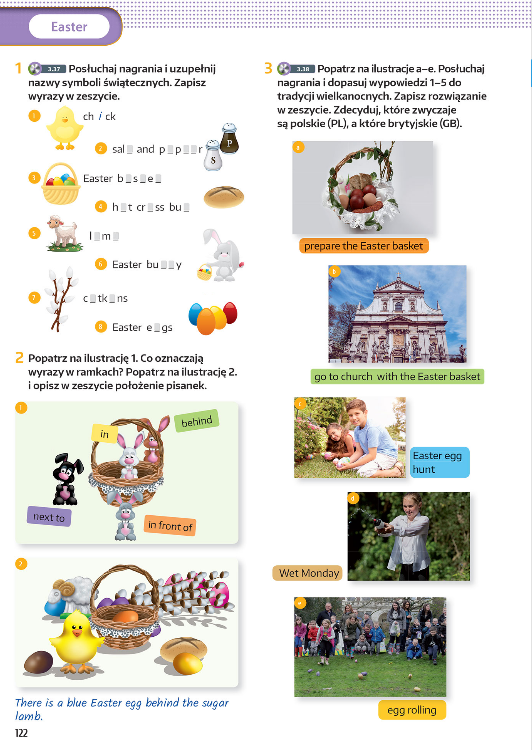 Easter
1 3.37 Posłuchaj nagrania i uzupełnij
nazwy symboli świątecznych. Zapisz
wyrazy w zeszycie.
1 ch i ck
2 sal_ and p_p__r
S
P
3 Easter b_s_e_
4 h_t cr_ss bu_
5 l_m_
6 Easter bu__y
7 c_tk_ns
8 Easter e_gs
2 Popatrz na ilustrację 1. Co oznaczają
wyrazy w ramkach? Popatrz na ilustrację 2.
i opisz w zeszycie położenie pisanek.
1
behind
in
next to
in front of
2
There is a blue Easter egg behind the sugar
lamb.
122
3 3.38 Popatrz na ilustracje a–e. Posłuchaj
nagrania i dopasuj wypowiedzi 1–5 do
tradycji wielkanocnych. Zapisz rozwiązanie
w zeszycie. Zdecyduj, które zwyczaje
są polskie (PL), a które brytyjskie (GB).
a
prepare the Easter basket
b
go to church with the Easter basket
c
Easter egg
hunt
d
Wet Monday
e
egg rolling